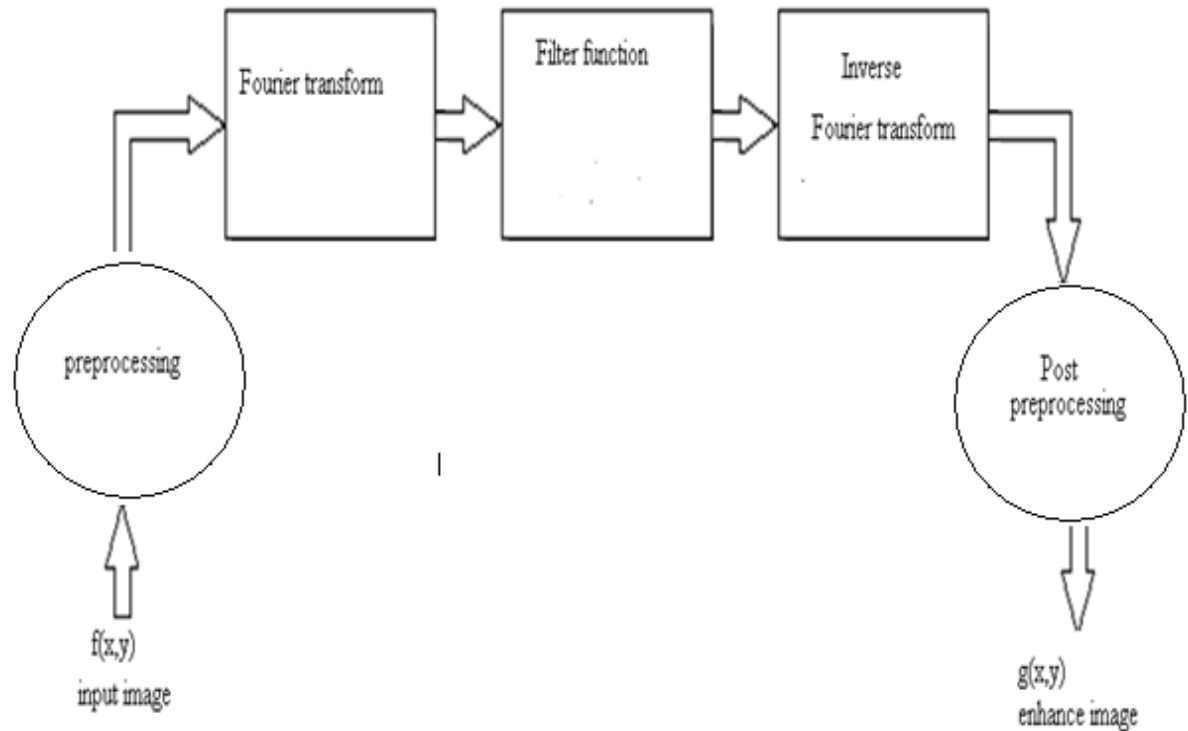 Fourier transform
Filter function
Inverse
Fourier transform
preprocessing
Post
preprocessing
f(x,y)
input image
g(x,y)
enhance image